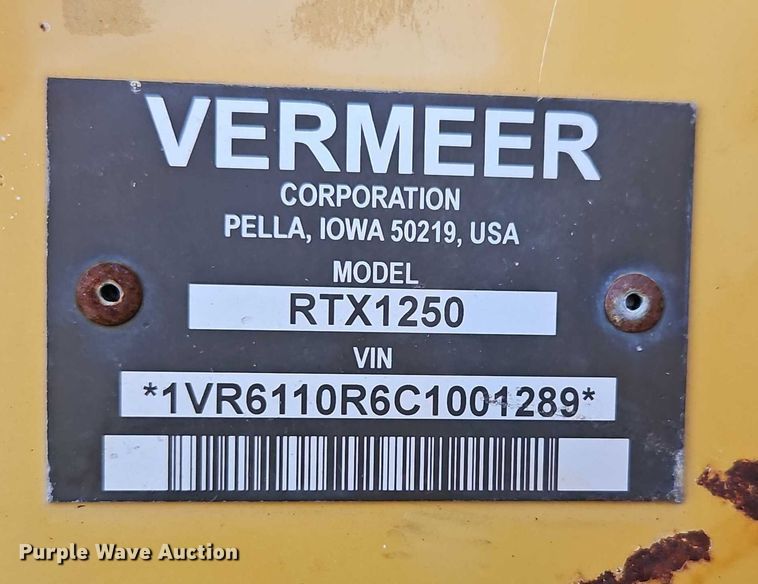 VERMEER
CORPORATION
PELLA, IOWA 50219, USA
MODEL
RTX1250
VIN
*1VR6110R6C1001289*
Purple Wave Auction